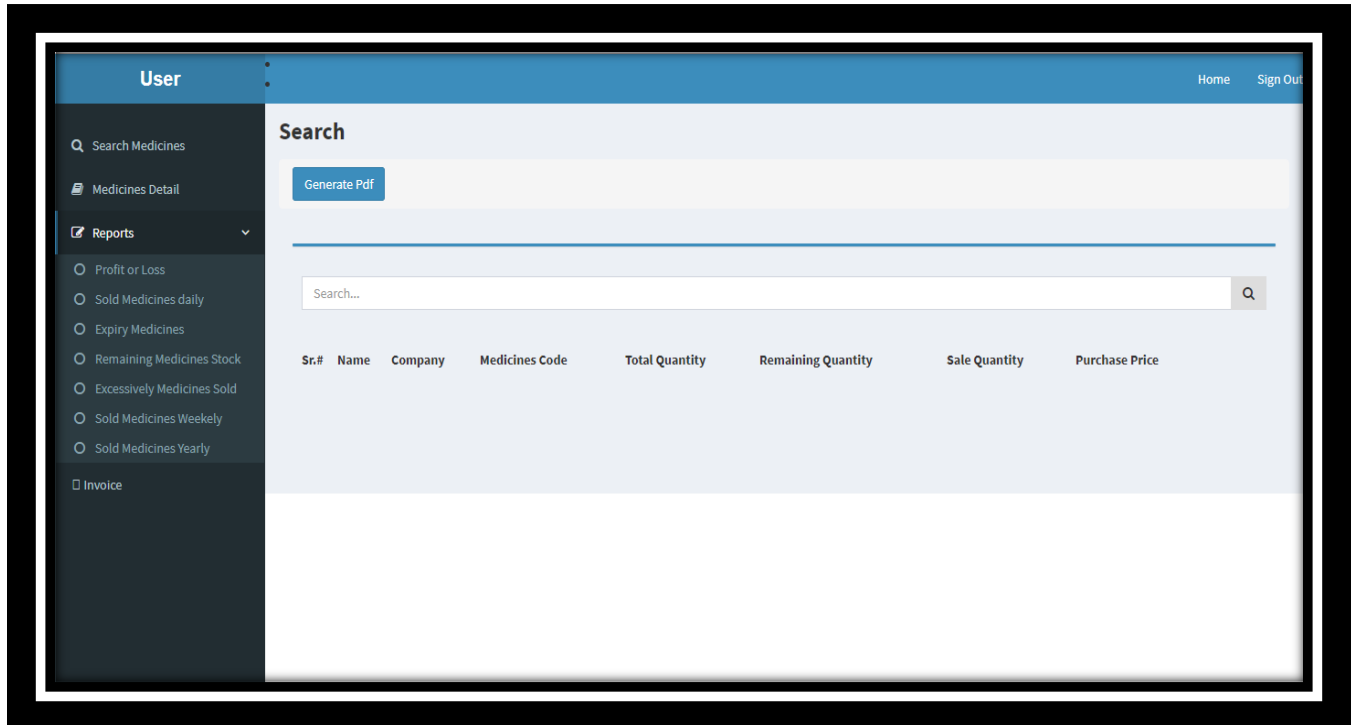 User
Home Sign Out
Search Medicines
Medicines Detail
Reports
Profit or Loss
Sold Medicines daily
Expiry Medicines
Remaining Medicines Stock
Excessively Medicines Sold
Sold Medicines Weekely
Sold Medicines Yearly
Invoice
Search
Generate Pdf
Search...
Sr.# Name Company Medicines Code Total Quantity Remaining Quantity Sale Quantity Purchase Price